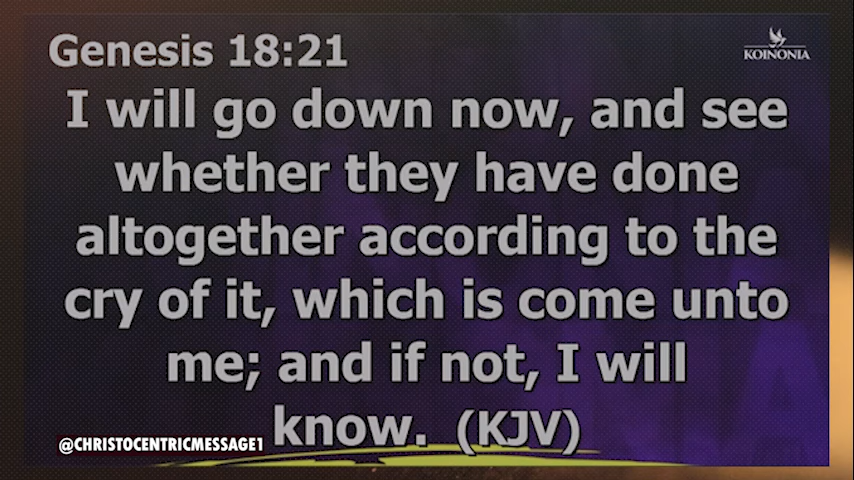 Genesis 18:21
KOINONIA
I will go down now, and see
whether they have done
altogether according to the
cry of it, which is come unto
me; and if not, I will
know. (KJV)
@CHRISTOCENTRICMESSAGE1